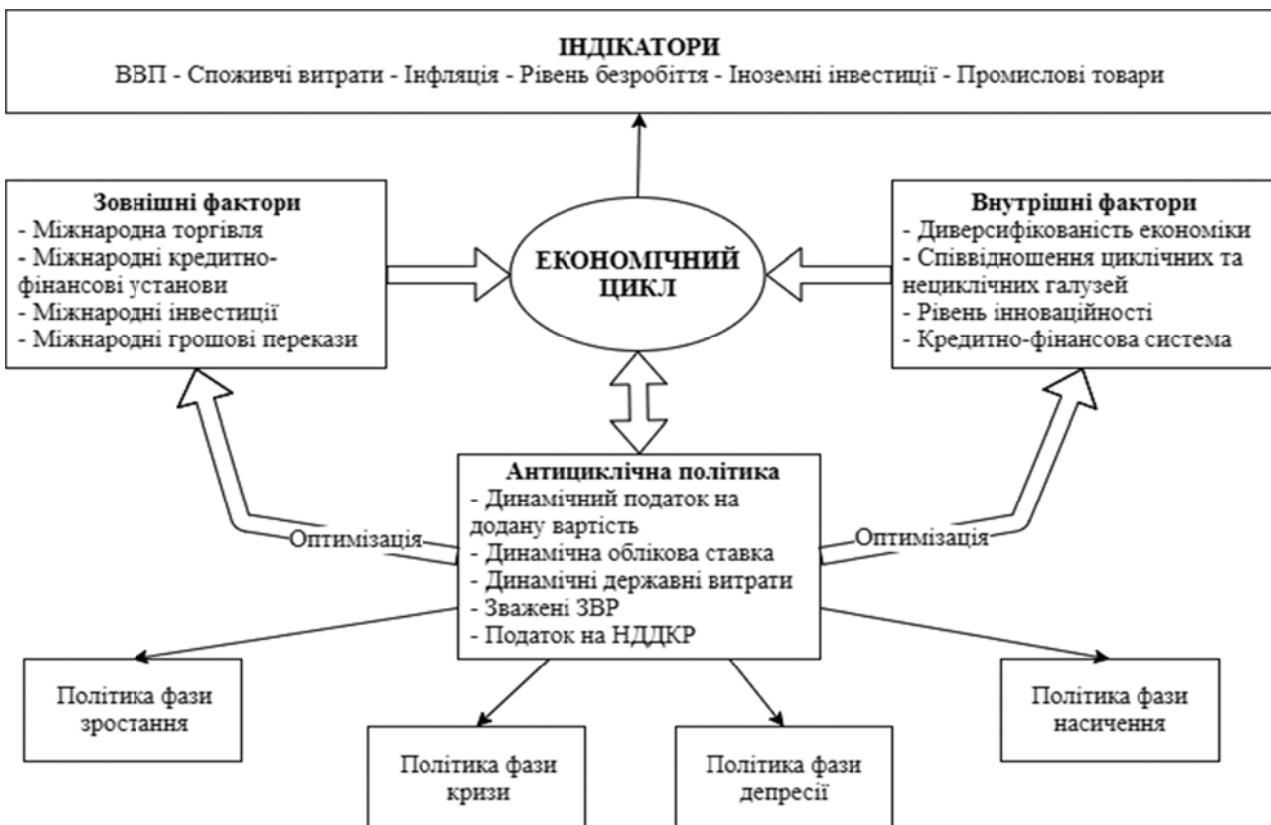 ІНДІКАТОРИ
ВВП - Споживчі витрати - Інфляція - Рівень безробіття - Іноземні інвестиції - Промислові товари
Зовнішні фактори
- Міжнародна торгівля
- Міжнародні кредитно-
фінансові установи
- Міжнародні інвестиції
- Міжнародні грошові перекази
ЕКОНОМІЧНИЙ
ЦИКЛ
Внутрішні фактори
- Диверсифікованість економіки
- Співвідношення циклічних та
нециклічних галузей
- Рівень інноваційності
- Кредитно-фінансова система
Антициклічна політика
- Динамічний податок на
додану вартість
- Динамічна облікова ставка
- Динамічні державні витрати
- Зважені ЗВР
- Податок на НДДКР
Оптимізація
Оптимізація
Політика фази
зростання
Політика фази
кризи
Політика фази
депресії
Політика фази
насичення